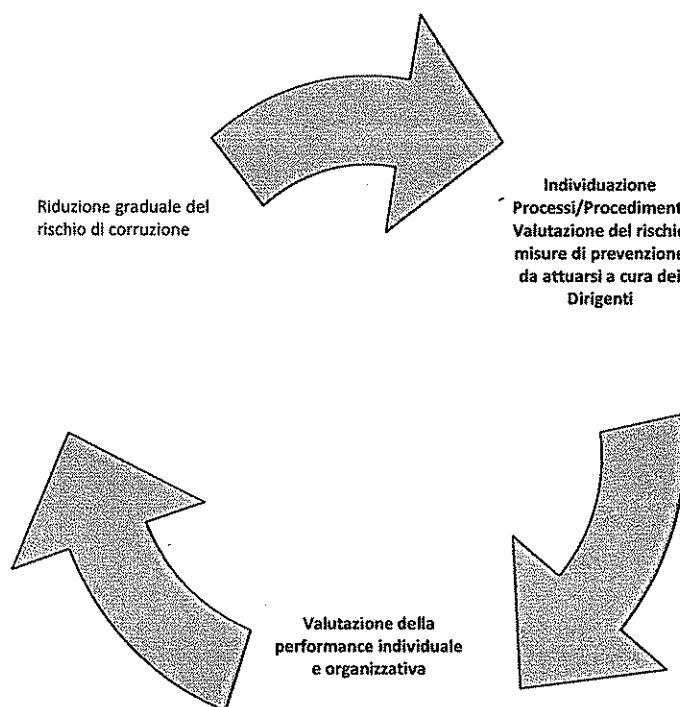 Riduzione graduale del
rischio di corruzione
Individuazione
Processi/Procediment
Valutazione del rischio
misure di prevenzione
da attuarsi a cura dei
Dirigenti
Valutazione della
performance individuale
e organizzativa